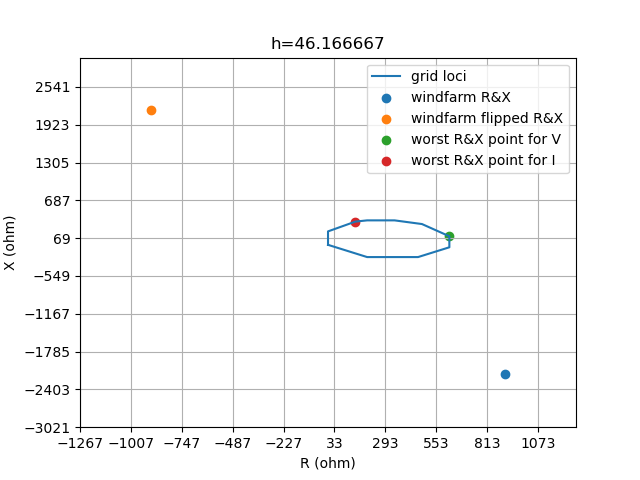 h=46.166667
grid loci
windfarm R&X
windfarm flipped R&X
worst R&X point for V
worst R&X point for I
X (ohm)
2541
1923
1305
687
69
−549
−1167
−1785
−2403
−3021
−1267 −1007 −747 −487 −227 33 293 553 813 1073
R (ohm)